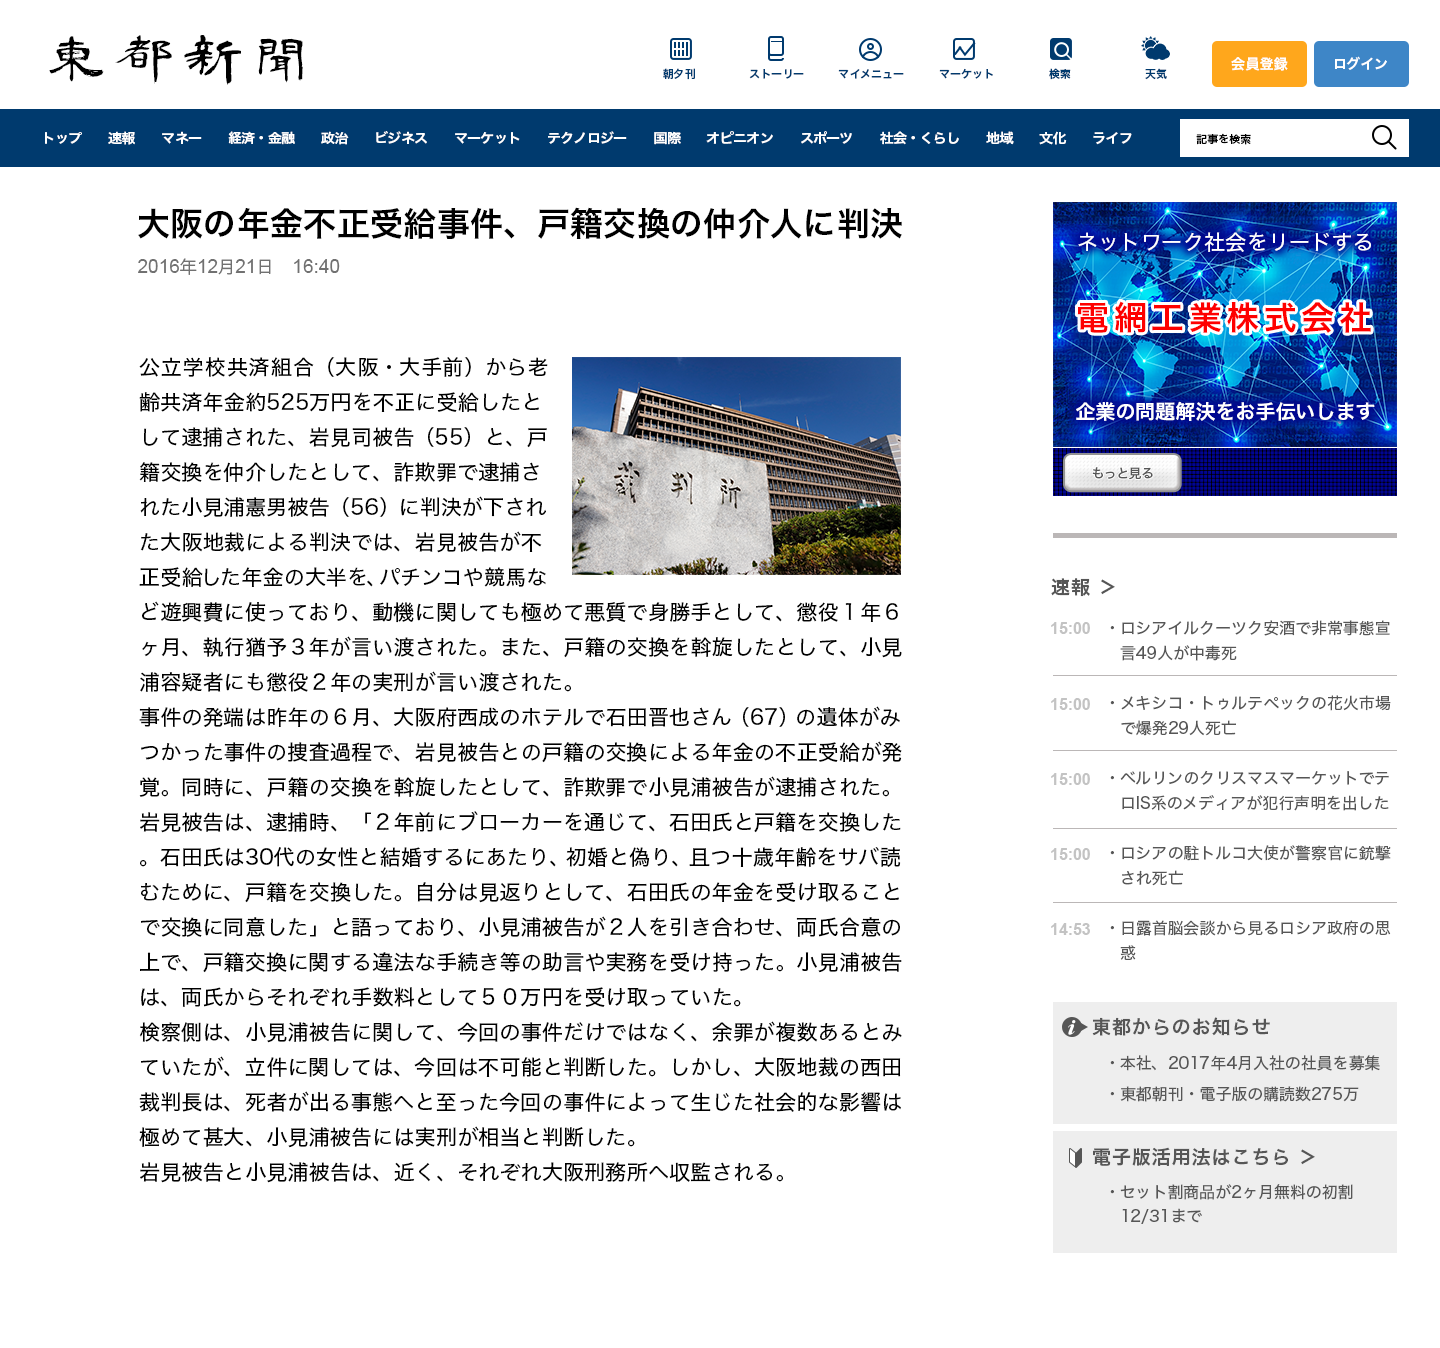 東都新聞
朝夕刊
ストーリー
マイメニュー
マーケット
検索
天気
会員登録
ログイン
トップ 速報 マネー 経済・金融 政治 ビジネス マーケット テクノロジー 国際 オピニオン スポーツ 社会・くらし 地域 文化 ライフ
記事を検索
大阪の年金不正受給事件、戸籍交換の仲介人に判決
2016年12月21日　16:40
公立学校共済組合（大阪・大手前）から老
齢共済年金約525万円を不正に受給したと
して逮捕された、岩見司被告（55）と、戸
籍交換を仲介したとして、詐欺罪で逮捕さ
れた小見浦憲男被告（56）に判決が下され
た大阪地裁による判決では、岩見被告が不
正受給した年金の大半を、パチンコや競馬な
ど遊興費に使っており、動機に関しても極めて悪質で身勝手として、懲役１年６
ヶ月、執行猶予３年が言い渡された。また、戸籍の交換を斡旋したとして、小見
浦容疑者にも懲役２年の実刑が言い渡された。
事件の発端は昨年の６月、大阪府西成のホテルで石田晋也さん（67）の遺体がみ
つかった事件の捜査過程で、岩見被告との戸籍の交換による年金の不正受給が発
覚。同時に、戸籍の交換を斡旋したとして、詐欺罪で小見浦被告が逮捕された。
岩見被告は、逮捕時、「２年前にブローカーを通じて、石田氏と戸籍を交換した
。石田氏は30代の女性と結婚するにあたり、初婚と偽り、且つ十歳年齢をサバ読
むために、戸籍を交換した。自分は見返りとして、石田氏の年金を受け取ること
で交換に同意した」と語っており、小見浦被告が２人を引き合わせ、両氏合意の
上で、戸籍交換に関する違法な手続き等の助言や実務を受け持った。小見浦被告
は、両氏からそれぞれ手数料として５０万円を受け取っていた。
検察側は、小見浦被告に関して、今回の事件だけではなく、余罪が複数あるとみ
ていたが、立件に関しては、今回は不可能と判断した。しかし、大阪地裁の西田
裁判長は、死者が出る事態へと至った今回の事件によって生じた社会的な影響は
極めて甚大、小見浦被告には実刑が相当と判断した。
岩見被告と小見浦被告は、近く、それぞれ大阪刑務所へ収監される。
裁判所
ネットワーク社会をリードする
電網工業株式会社
企業の問題解決をお手伝いします
もっと見る
速報 ＞
15:00 ・ロシアイルクーツク安酒で非常事態宣
言49人が中毒死
15:00 ・メキシコ・トゥルテペックの花火市場
で爆発29人死亡
15:00 ・ベルリンのクリスマスマーケットでテ
ロIS系のメディアが犯行声明を出した
15:00 ・ロシアの駐トルコ大使が警察官に銃撃
され死亡
14:53 ・日露首脳会談から見るロシア政府の思
惑
東都からのお知らせ
・本社、2017年4月入社の社員を募集
・東都朝刊・電子版の購読数275万
電子版活用法はこちら ＞
・セット割商品が2ヶ月無料の初割
12/31まで